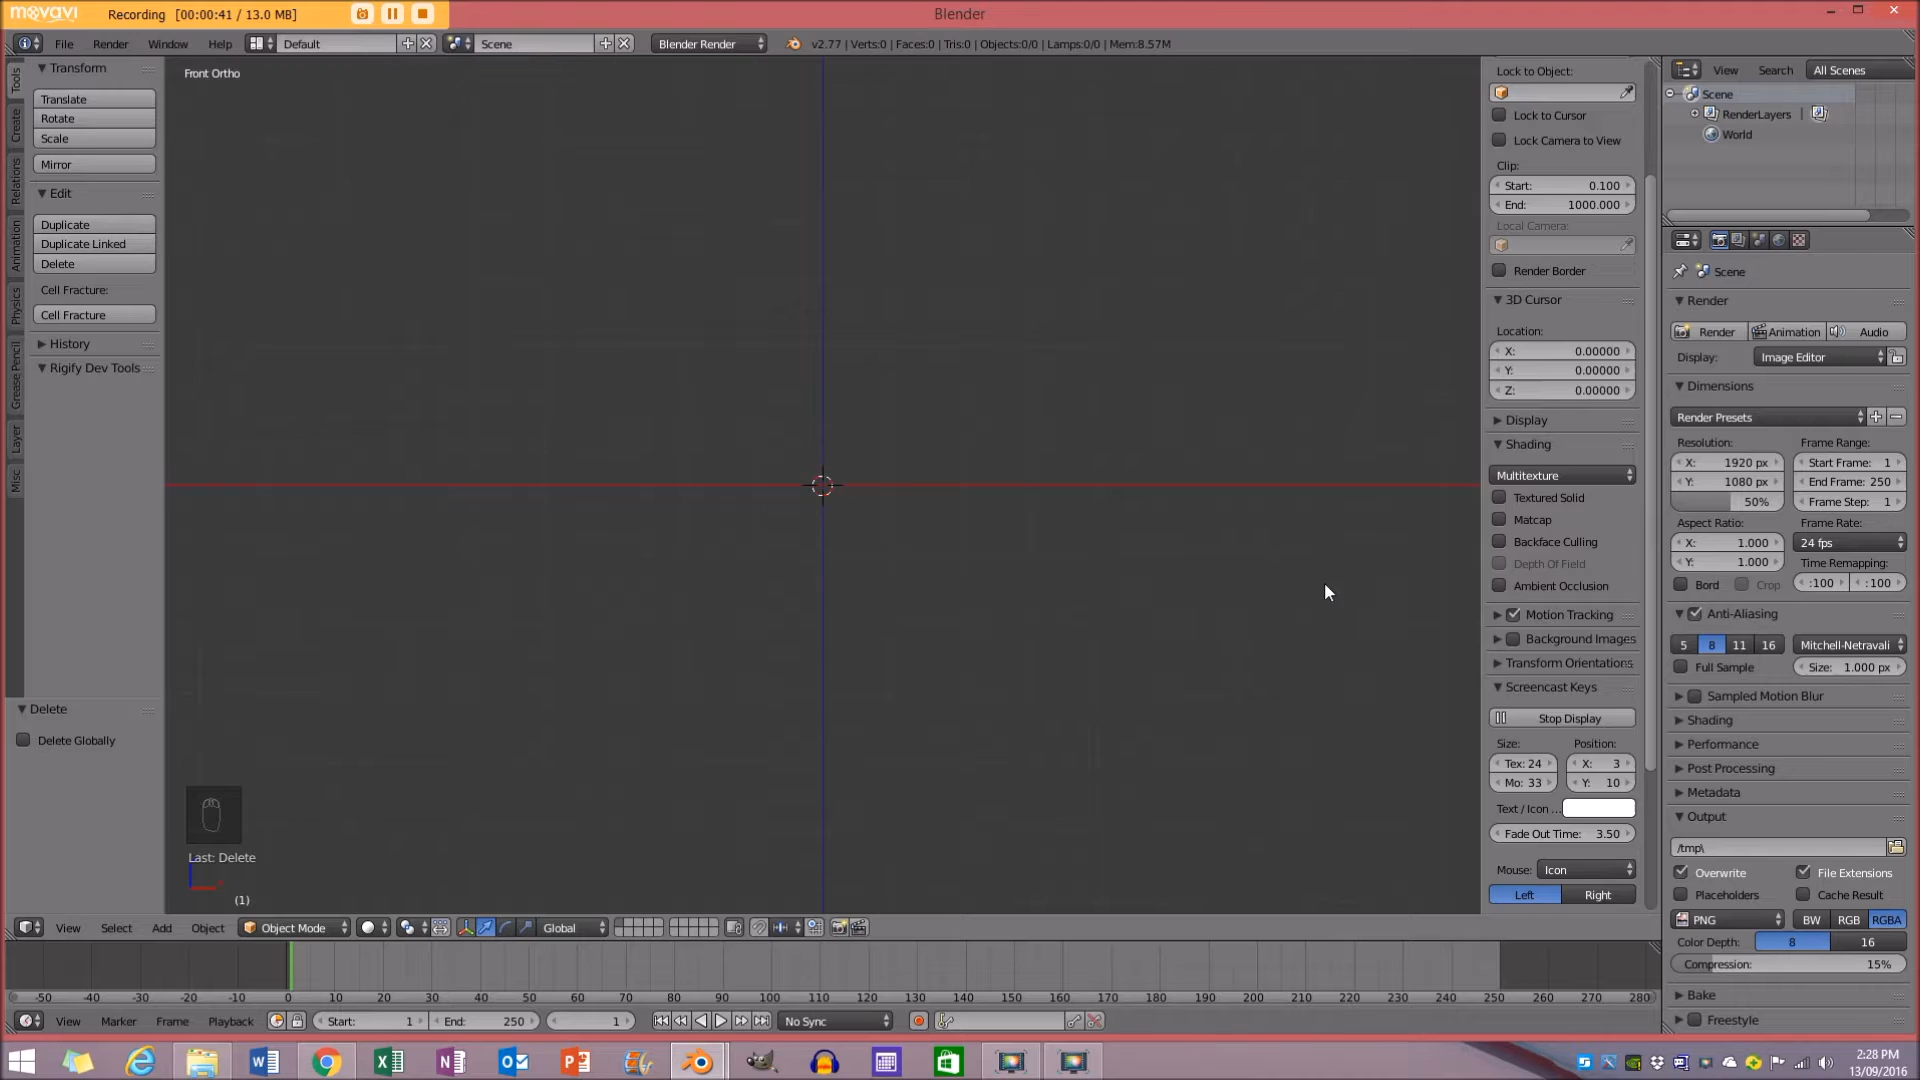 movavi Recording [00:00:41 / 13.0 MB] Blender
File Render Window Help Default Scene Blender Render v2.77 | Verts:0 | Faces:0 | Tris:0 | Objects:0/0 | Lamps:0/0 | Mem:8.57M
Tools
Create
Relations
Animation
Physics
Grease Pencil
Layer
Misc
Transform
Translate
Rotate
Scale
Mirror
Edit
Duplicate
Duplicate Linked
Delete
Cell Fracture:
Cell Fracture
History
Rigify Dev Tools
Delete
Delete Globally
Front Ortho
Last: Delete
(1)
Lock to Object:
Lock to Cursor
Lock Camera to View
Clip:
Start: 0.100
End: 1000.000
Local Camera:
Render Border
3D Cursor
Location:
X: 0.00000
Y: 0.00000
Z: 0.00000
Display
Shading
Multitexture
Textured Solid
Matcap
Backface Culling
Depth Of Field
Ambient Occlusion
Motion Tracking
Background Images
Transform Orientations
Screencast Keys
Stop Display
Size: Position:
Tex: 24 X: 3
Mo: 33 Y: 10
Text / Icon ...
Fade Out Time: 3.50
Mouse: Icon
Left Right
View Search All Scenes
Scene
RenderLayers
World
Scene
Render
Render Animation Audio
Display: Image Editor
Dimensions
Render Presets
Resolution: Frame Range:
X: 1920 px Start Frame: 1
Y: 1080 px End Frame: 250
50% Frame Step: 1
Aspect Ratio: Frame Rate:
X: 1.000 24 fps
Y: 1.000 Time Remapping:
Bord Crop :100 :100
Anti-Aliasing
5 8 11 16 Mitchell-Netravali
Full Sample Size: 1.000 px
Sampled Motion Blur
Shading
Performance
Post Processing
Metadata
Output
/tmp\
Overwrite File Extensions
Placeholders Cache Result
PNG BW RGB RGBA
Color Depth: 8 16
Compression: 15%
Bake
Freestyle
View Select Add Object Object Mode Global
-50 -40 -30 -20 -10 0 10 20 30 40 50 60 70 80 90 100 110 120 130 140 150 160 170 180 190 200 210 220 230 240 250 260 270 280
View Marker Frame Playback Start: 1 End: 250 1 No Sync
2:28 PM
13/09/2016